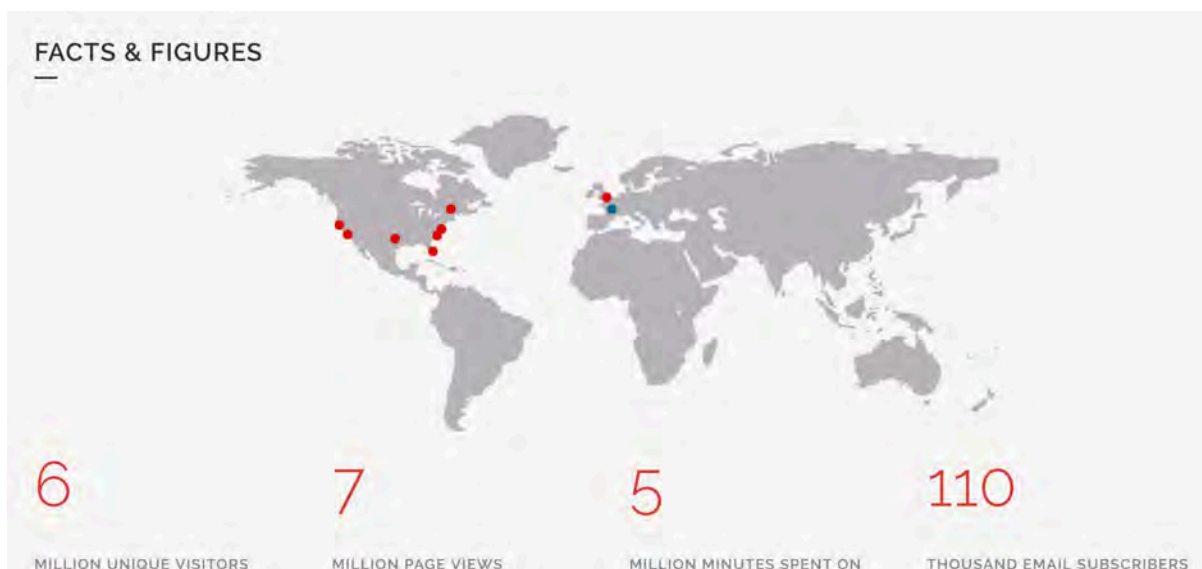 FACTS & FIGURES
6
7
5
110
MILLION UNIQUE VISITORS
MILLION PAGE VIEWS
MILLION MINUTES SPENT ON
THOUSAND EMAIL SUBSCRIBERS